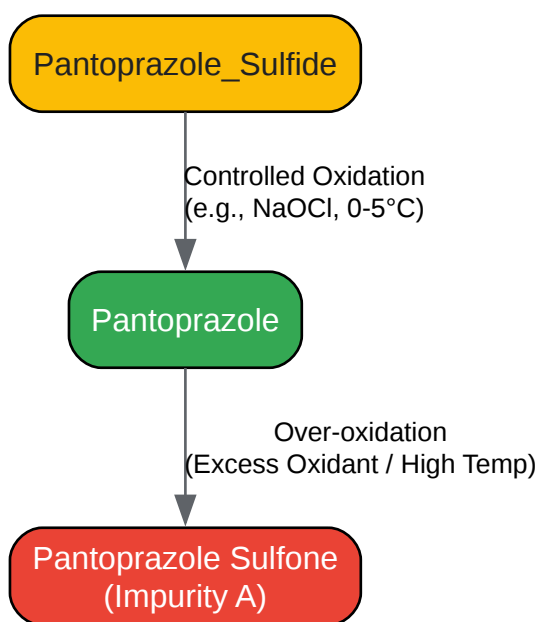 Pantoprazole_Sulfide
Controlled Oxidation
(e.g., NaOCl, 0-5°C)
Pantoprazole
Over-oxidation
(Excess Oxidant / High Temp)
Pantoprazole Sulfone
(Impurity A)